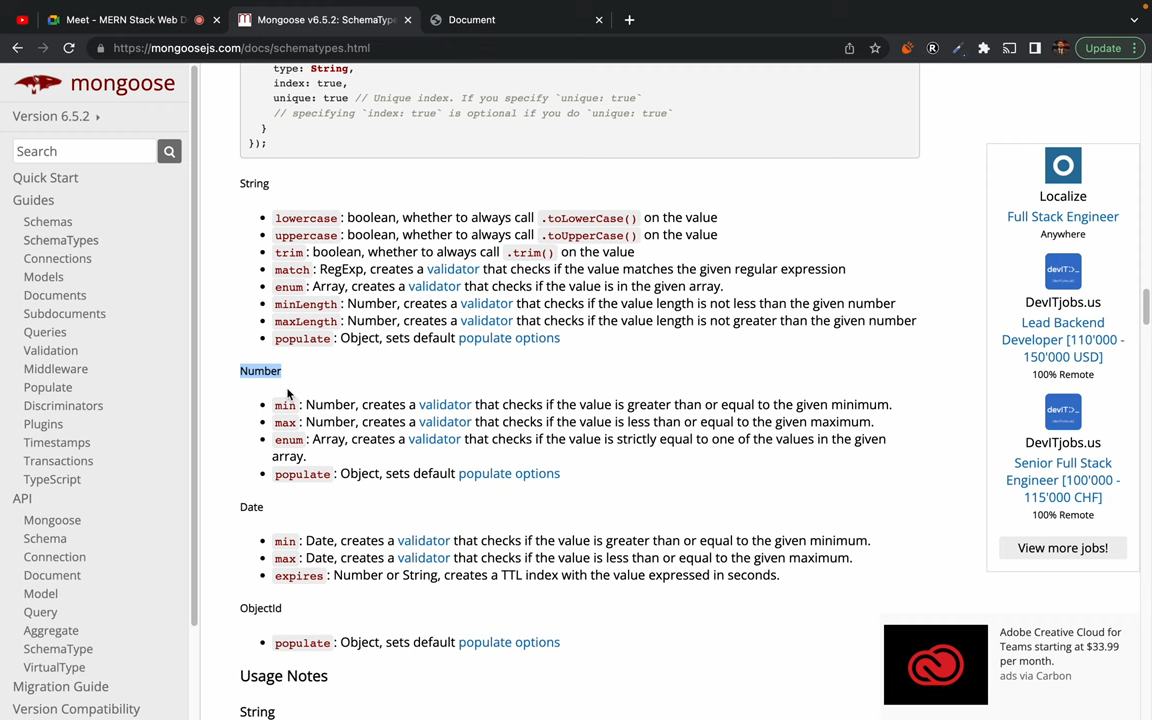 Meet - MERN Stack Web D
Mongoose v6.5.2: SchemaType
Document
https://mongoosejs.com/docs/schematypes.html
Update
mongoose
Version 6.5.2
Search
Quick Start
Guides
Schemas
SchemaTypes
Connections
Models
Documents
Subdocuments
Queries
Validation
Middleware
Populate
Discriminators
Plugins
Timestamps
Transactions
TypeScript
API
Mongoose
Schema
Connection
Document
Model
Query
Aggregate
SchemaType
VirtualType
Migration Guide
Version Compatibility
type: String,
index: true,
unique: true // Unique index. If you specify `unique: true`
// specifying `index: true` is optional if you do `unique: true`
}
});
String
lowercase: boolean, whether to always call .toLowerCase() on the value
uppercase: boolean, whether to always call .toUpperCase() on the value
trim: boolean, whether to always call .trim() on the value
match: RegExp, creates a validator that checks if the value matches the given regular expression
enum: Array, creates a validator that checks if the value is in the given array.
minLength: Number, creates a validator that checks if the value length is not less than the given number
maxLength: Number, creates a validator that checks if the value length is not greater than the given number
populate: Object, sets default populate options
Number
min: Number, creates a validator that checks if the value is greater than or equal to the given minimum.
max: Number, creates a validator that checks if the value is less than or equal to the given maximum.
enum: Array, creates a validator that checks if the value is strictly equal to one of the values in the given
array.
populate: Object, sets default populate options
Date
min: Date, creates a validator that checks if the value is greater than or equal to the given minimum.
max: Date, creates a validator that checks if the value is less than or equal to the given maximum.
expires: Number or String, creates a TTL index with the value expressed in seconds.
ObjectId
populate: Object, sets default populate options
Usage Notes
String
Localize
Full Stack Engineer
Anywhere
devIT
DevITjobs.us
Lead Backend
Developer [110'000 -
150'000 USD]
100% Remote
devIT
DevITjobs.us
Senior Full Stack
Engineer [100'000 -
115'000 CHF]
100% Remote
View more jobs!
Adobe Creative Cloud for
Teams starting at $33.99
per month.
ads via Carbon